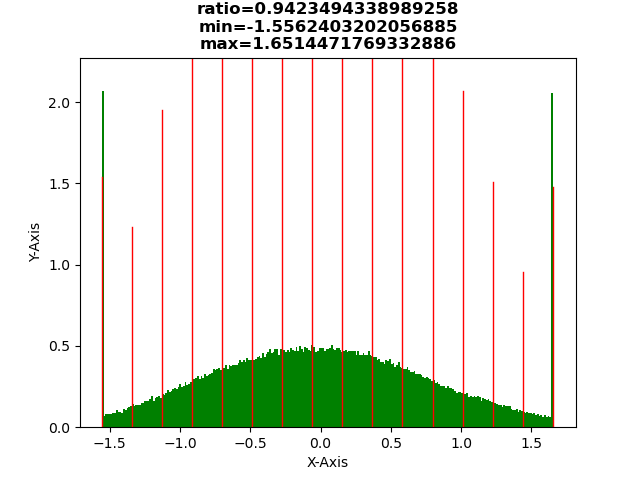 ratio=0.9423494338989258
min=-1.5562403202056885
max=1.6514471769332886
Y-Axis
2.0
1.5
1.0
0.5
0.0
−1.5 −1.0 −0.5 0.0 0.5 1.0 1.5
X-Axis